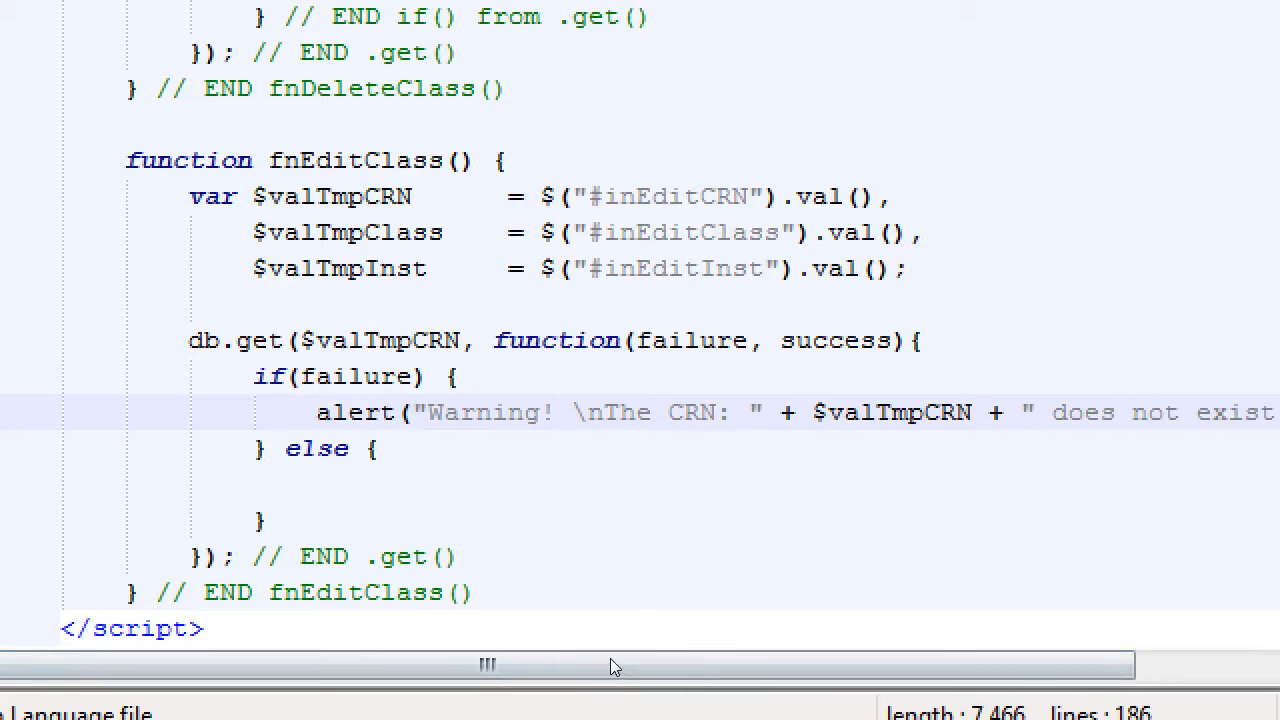 } // END if() from .get()
}); // END .get()
} // END fnDeleteClass()
function fnEditClass() {
var $valTmpCRN = $("#inEditCRN").val(),
$valTmpClass = $("#inEditClass").val(),
$valTmpInst = $("#inEditInst").val();
db.get($valTmpCRN, function(failure, success){
if(failure) {
alert("Warning! \nThe CRN: " + $valTmpCRN + " does not exist
} else {
}
}); // END .get()
} // END fnEditClass()
</script>
Language file length : 7,466 lines : 186